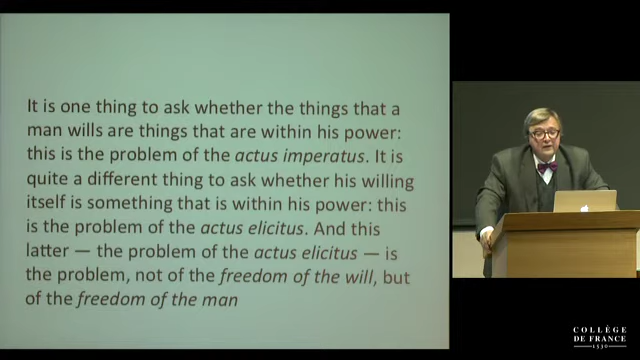 It is one thing to ask whether the things that a
man wills are things that are within his power:
this is the problem of the actus imperatus. It is
quite a different thing to ask whether his willing
itself is something that is within his power: this
is the problem of the actus elicitus. And this
latter — the problem of the actus elicitus — is
the problem, not of the freedom of the will, but
of the freedom of the man
COLLÈGE
DE FRANCE
1530